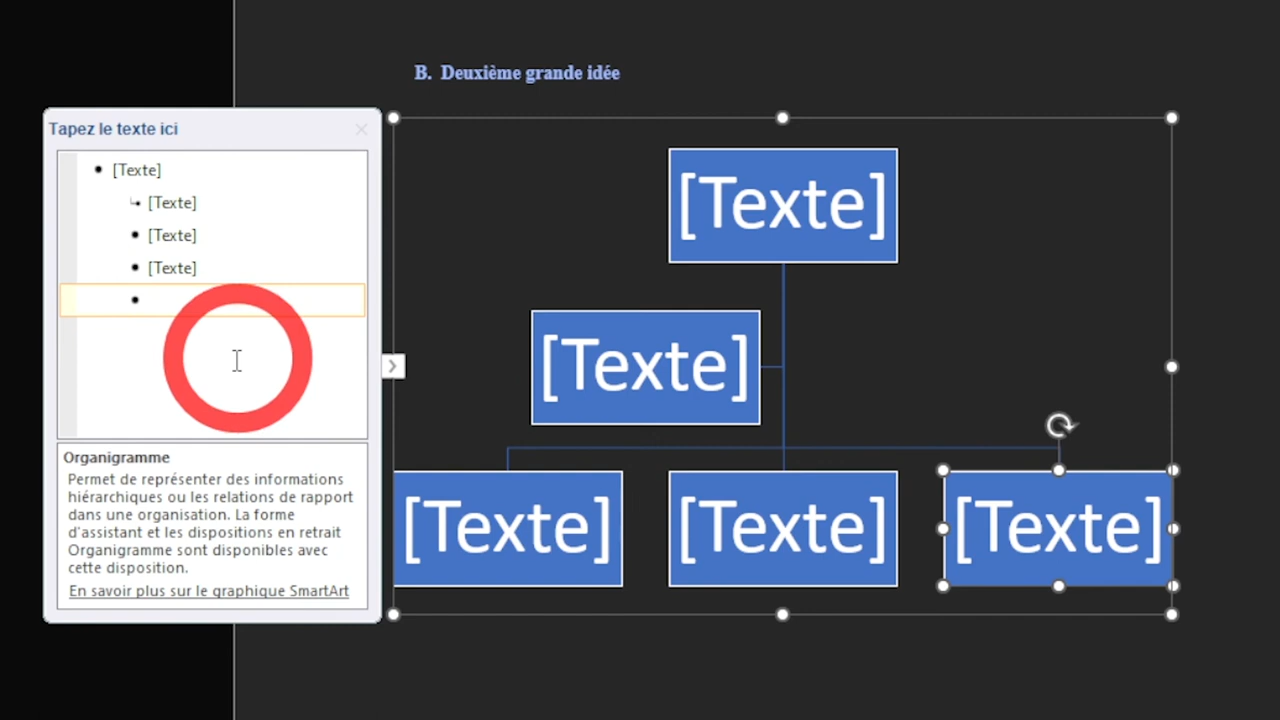 B. Deuxième grande idée
Tapez le texte ici
[Texte]
[Texte]
[Texte]
[Texte]
Organigramme
Permet de représenter des informations
hiérarchiques ou les relations de rapport
dans une organisation. La forme
d'assistant et les dispositions en retrait
Organigramme sont disponibles avec
cette disposition.
En savoir plus sur le graphique SmartArt
[Texte]
[Texte]
[Texte]
[Texte]
[Texte]